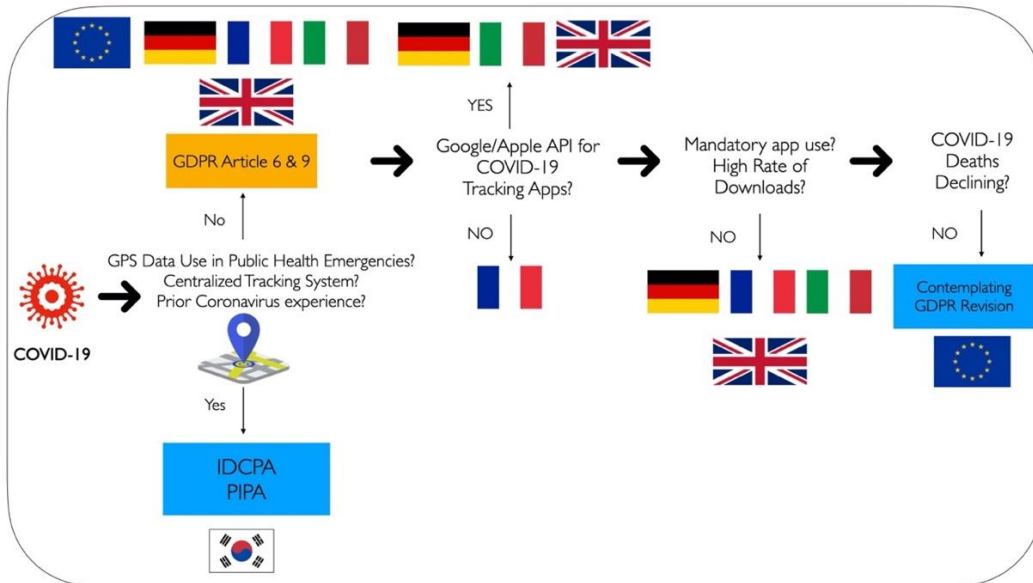 GDPR Article 6 & 9
YES
Google/Apple API for
COVID-19
Tracking Apps?
Mandatory app use?
High Rate of
Downloads?
COVID-19
Deaths
Declining?
No
NO
NO
NO
GPS Data Use in Public Health Emergencies?
Centralized Tracking System?
Prior Coronavirus experience?
COVID-19
Contemplating
GDPR Revision
Yes
IDCPA
PIPA